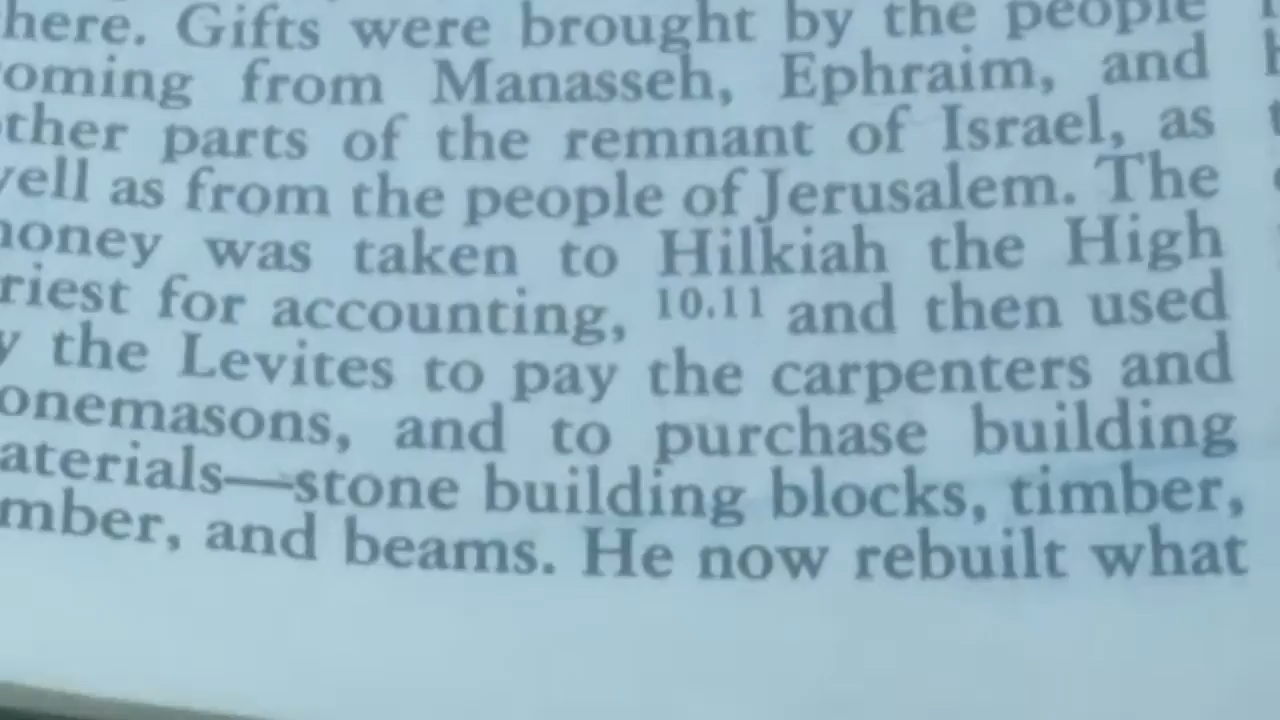 here. Gifts were brought by the people
oming from Manasseh, Ephraim, and
ther parts of the remnant of Israel, as
ell as from the people of Jerusalem. The
oney was taken to Hilkiah the High
riest for accounting, 10,11 and then used
y the Levites to pay the carpenters and
onemasons, and to purchase building
aterials—stone building blocks, timber,
mber, and beams. He now rebuilt what